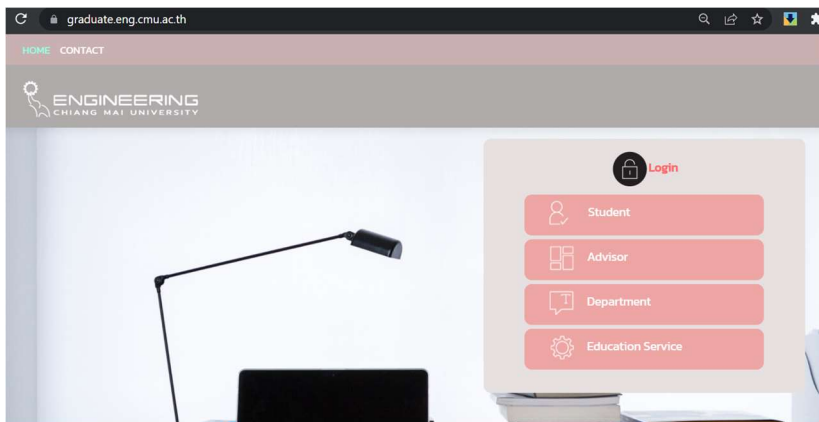 graduate.eng.cmu.ac.th
HOME CONTACT
ENGINEERING
CHIANG MAI UNIVERSITY
Login
Student
Advisor
T
Department
Education Service